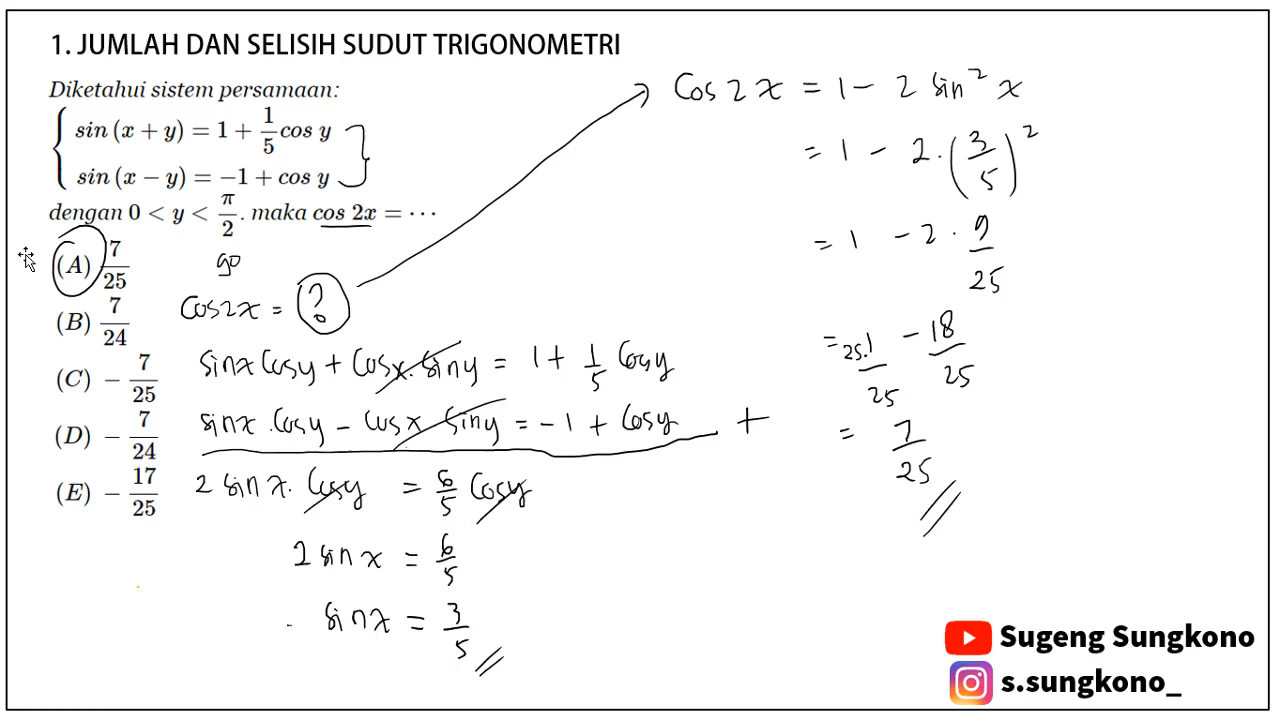 1. JUMLAH DAN SELISIH SUDUT TRIGONOMETRI
Diketahui sistem persamaan:
sin (x + y) = 1 + 1/5 cos y
sin (x − y) = −1 + cos y
dengan 0 < y < π/2. maka cos 2x = ⋯
(A) 7/25
(B) 7/24
(C) − 7/25
(D) − 7/24
(E) − 17/25
go
Cos2x = ?
sinx Cosy + Cosx. siny = 1 + 1/5 Cosy
sinx . Cosy − Cosx siny = −1 + Cosy +
2 sinx. Cosy = 6/5 Cosy
2 sinx = 6/5
sinx = 3/5 //
Cos 2x = 1 − 2 sin² x
= 1 − 2 . (3/5)²
= 1 − 2 . 9/25
= 25.1/25 − 18/25
= 7/25 //
Sugeng Sungkono
s.sungkono_